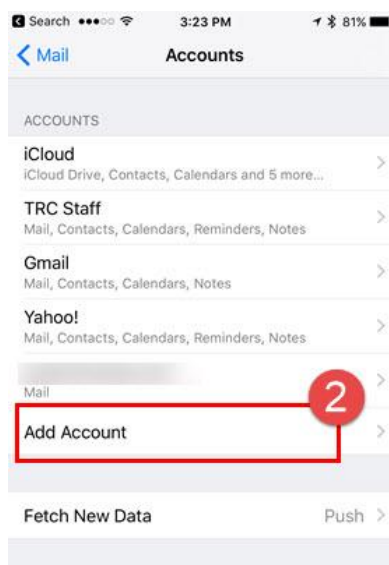 Search 3:23 PM 81%
Mail Accounts
ACCOUNTS
iCloud
iCloud Drive, Contacts, Calendars and 5 more...
TRC Staff
Mail, Contacts, Calendars, Reminders, Notes
Gmail
Mail, Contacts, Calendars, Notes
Yahoo!
Mail, Contacts, Calendars, Reminders, Notes
Mail
2
Add Account
Fetch New Data Push